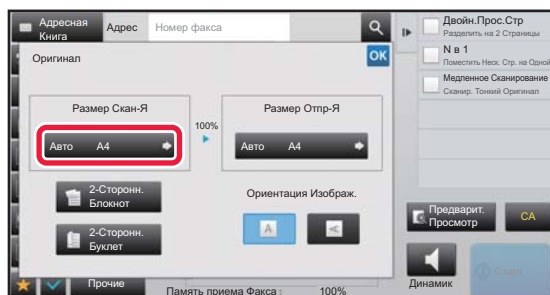 Адресная
Книга
Адрес
Номер факса
Двойн.Прос.Стр
Разделить на 2 Страницы
N в 1
Поместить Неск. Стр. на Одной
Медленное Сканирование
Сканир. Тонкий Оригинал
Оригинал
OK
Размер Скан-Я
100%
Размер Отпр-Я
Авто A4
Авто A4
2-Сторонн.
Блокнот
2-Сторонн.
Буклет
Ориентация Изображ.
A
A
Предварит.
Просмотр
CA
Прочие
Память приема Факса : 100%
Динамик
Старт